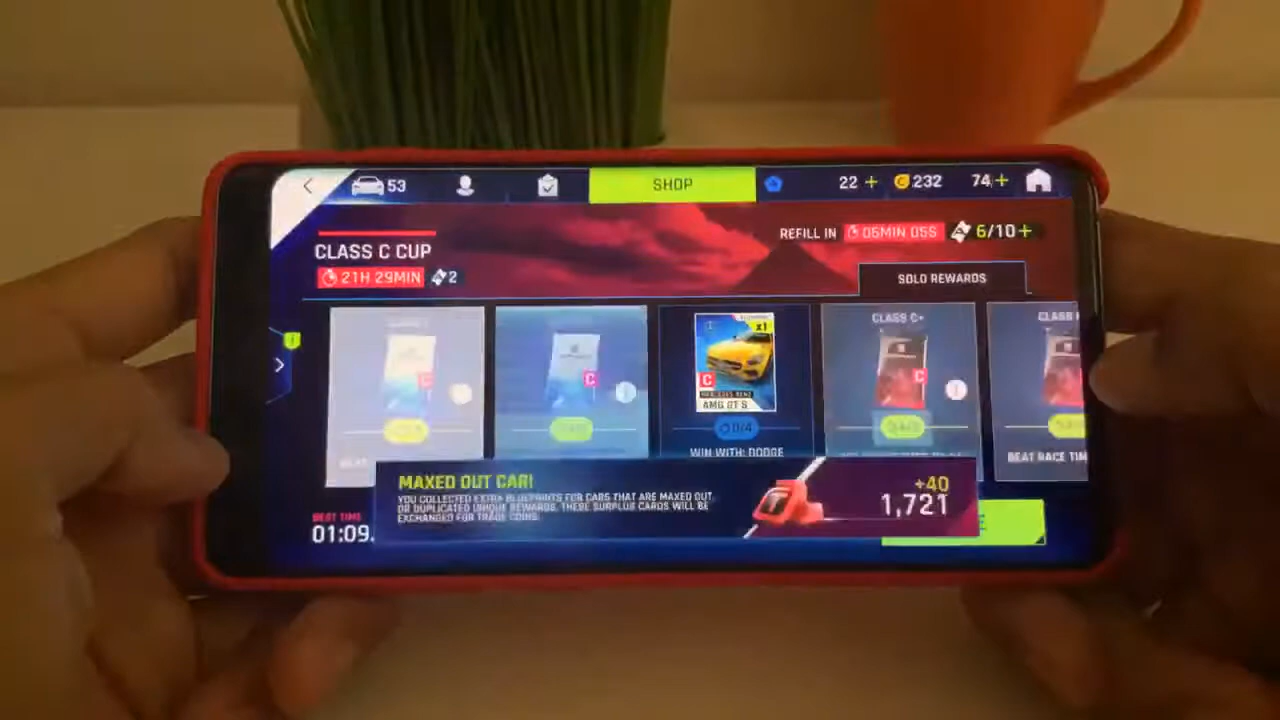 53
SHOP
22 +
232
74 +
CLASS C CUP
21H 29MIN
2
REFILL IN
05MIN 05S
6/10+
SOLO REWARDS
C
C
x1
C
MERCEDES-BENZ
AMG GT S
0/4
WIN WITH: DODGE
CLASS C+
C
CLASS
BEAT RACE TIM
MAXED OUT CAR!
YOU COLLECTED EXTRA BLUEPRINTS FOR CARS THAT ARE MAXED OUT,
OR DUPLICATED UNIQUE REWARDS. THESE SURPLUS CARDS WILL BE
EXCHANGED FOR TRADE COINS.
+40
1,721
BEST TIME
01:09.